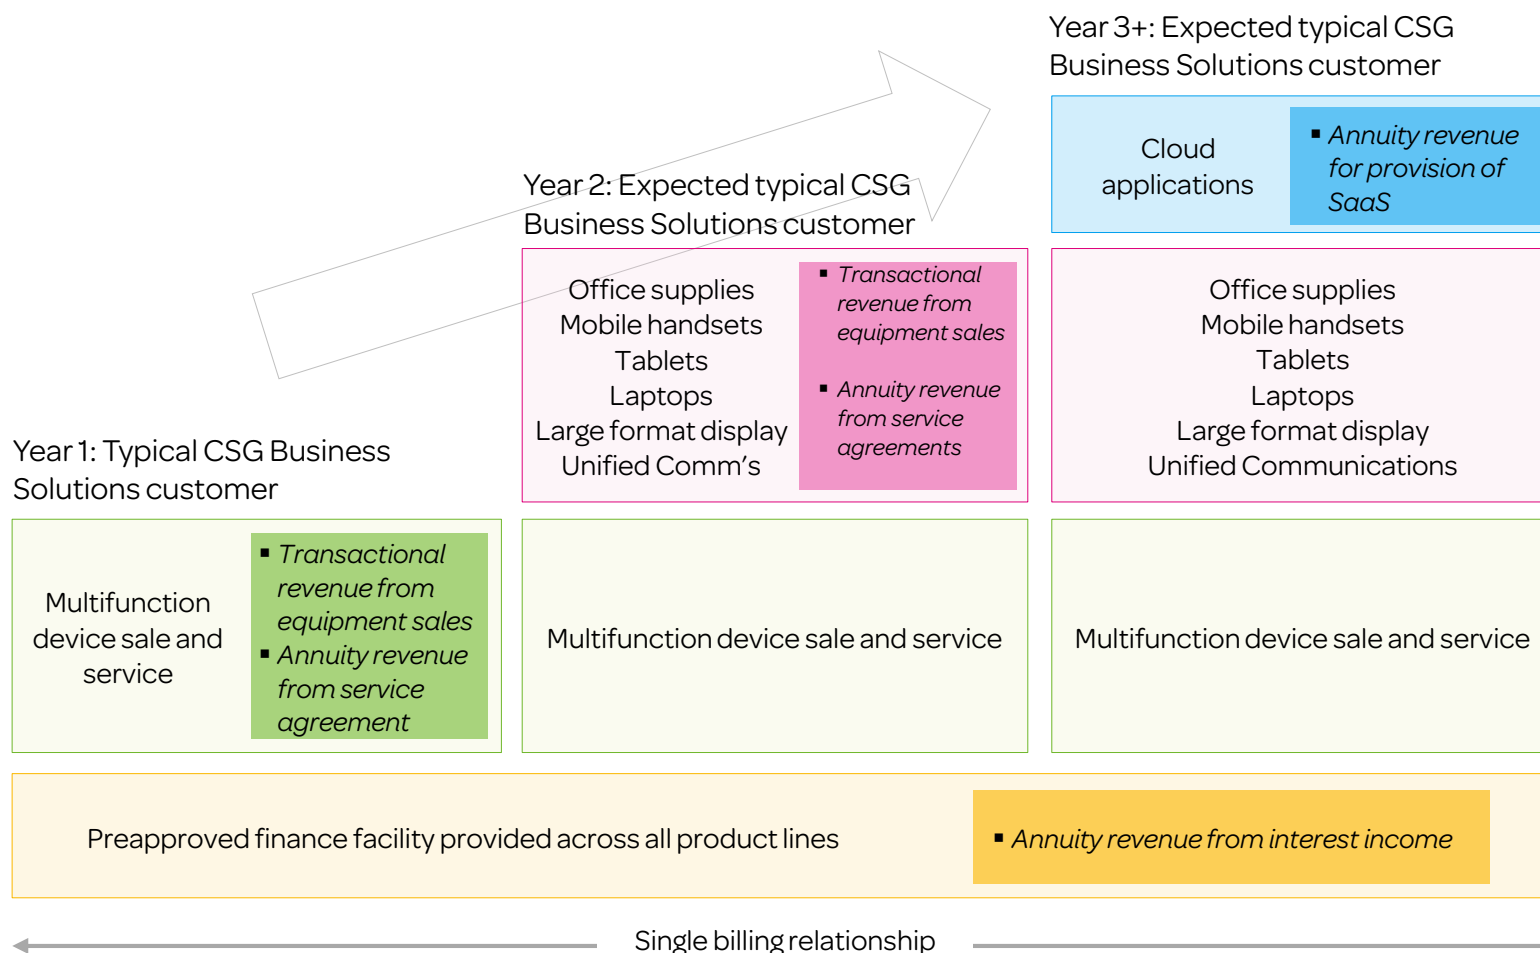 Year 3+: Expected typical CSG
Business Solutions customer
Cloud
applications
▪ Annuity revenue
for provision of
SaaS
Year 2: Expected typical CSG
Business Solutions customer
Office supplies
Mobile handsets
Tablets
Laptops
Large format display
Unified Comm's
▪ Transactional
revenue from
equipment sales
▪ Annuity revenue
from service
agreements
Office supplies
Mobile handsets
Tablets
Laptops
Large format display
Unified Communications
Year 1: Typical CSG Business
Solutions customer
Multifunction
device sale and
service
▪ Transactional
revenue from
equipment sales
▪ Annuity revenue
from service
agreement
Multifunction device sale and service
Multifunction device sale and service
Preapproved finance facility provided across all product lines
▪ Annuity revenue from interest income
Single billing relationship